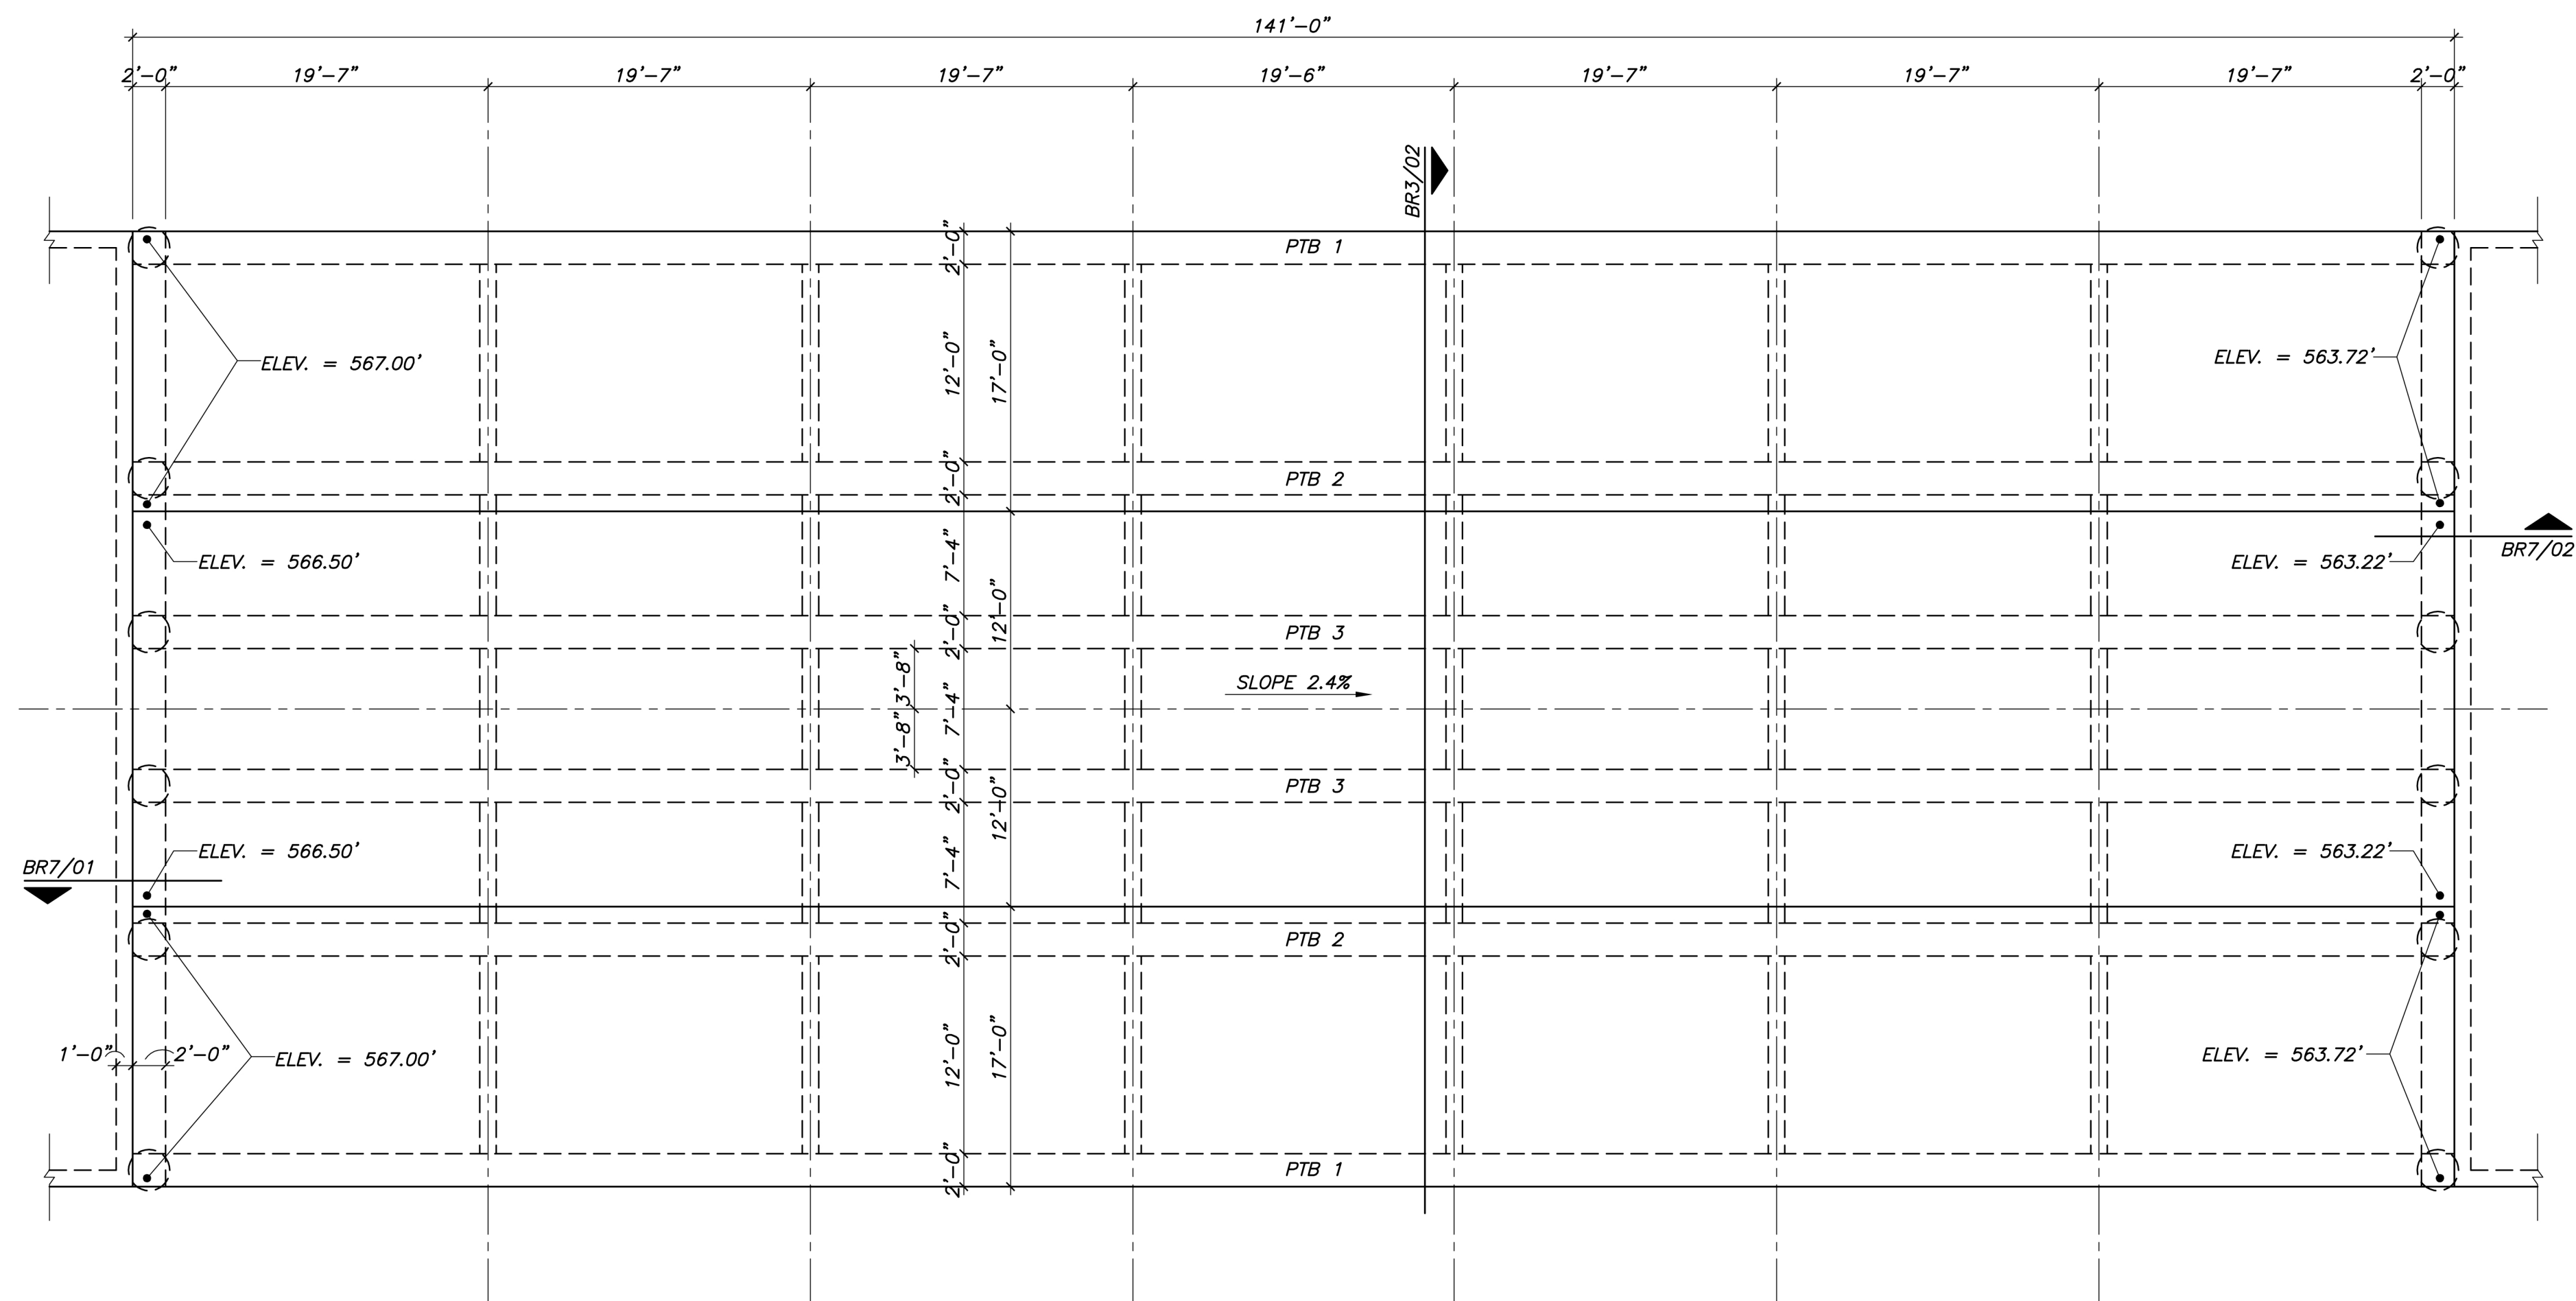 141'-0"
2'-0" 19'-7" 19'-7" 19'-7" 19'-6" 19'-7" 19'-7" 19'-7" 2'-0"
BR3/02
2'-0"
PTB 1
12'-0"
17'-0"
ELEV. = 567.00'
ELEV. = 563.72'
2'-0"
PTB 2
ELEV. = 566.50'
7'-4"
ELEV. = 563.22'
BR7/02
12'-0"
2'-0"
PTB 3
3'-8"
7'-4"
SLOPE 2.4%
3'-8"
2'-0"
PTB 3
12'-0"
ELEV. = 566.50'
7'-4"
ELEV. = 563.22'
BR7/01
2'-0"
PTB 2
1'-0"
2'-0"
ELEV. = 567.00'
12'-0"
17'-0"
ELEV. = 563.72'
2'-0"
PTB 1